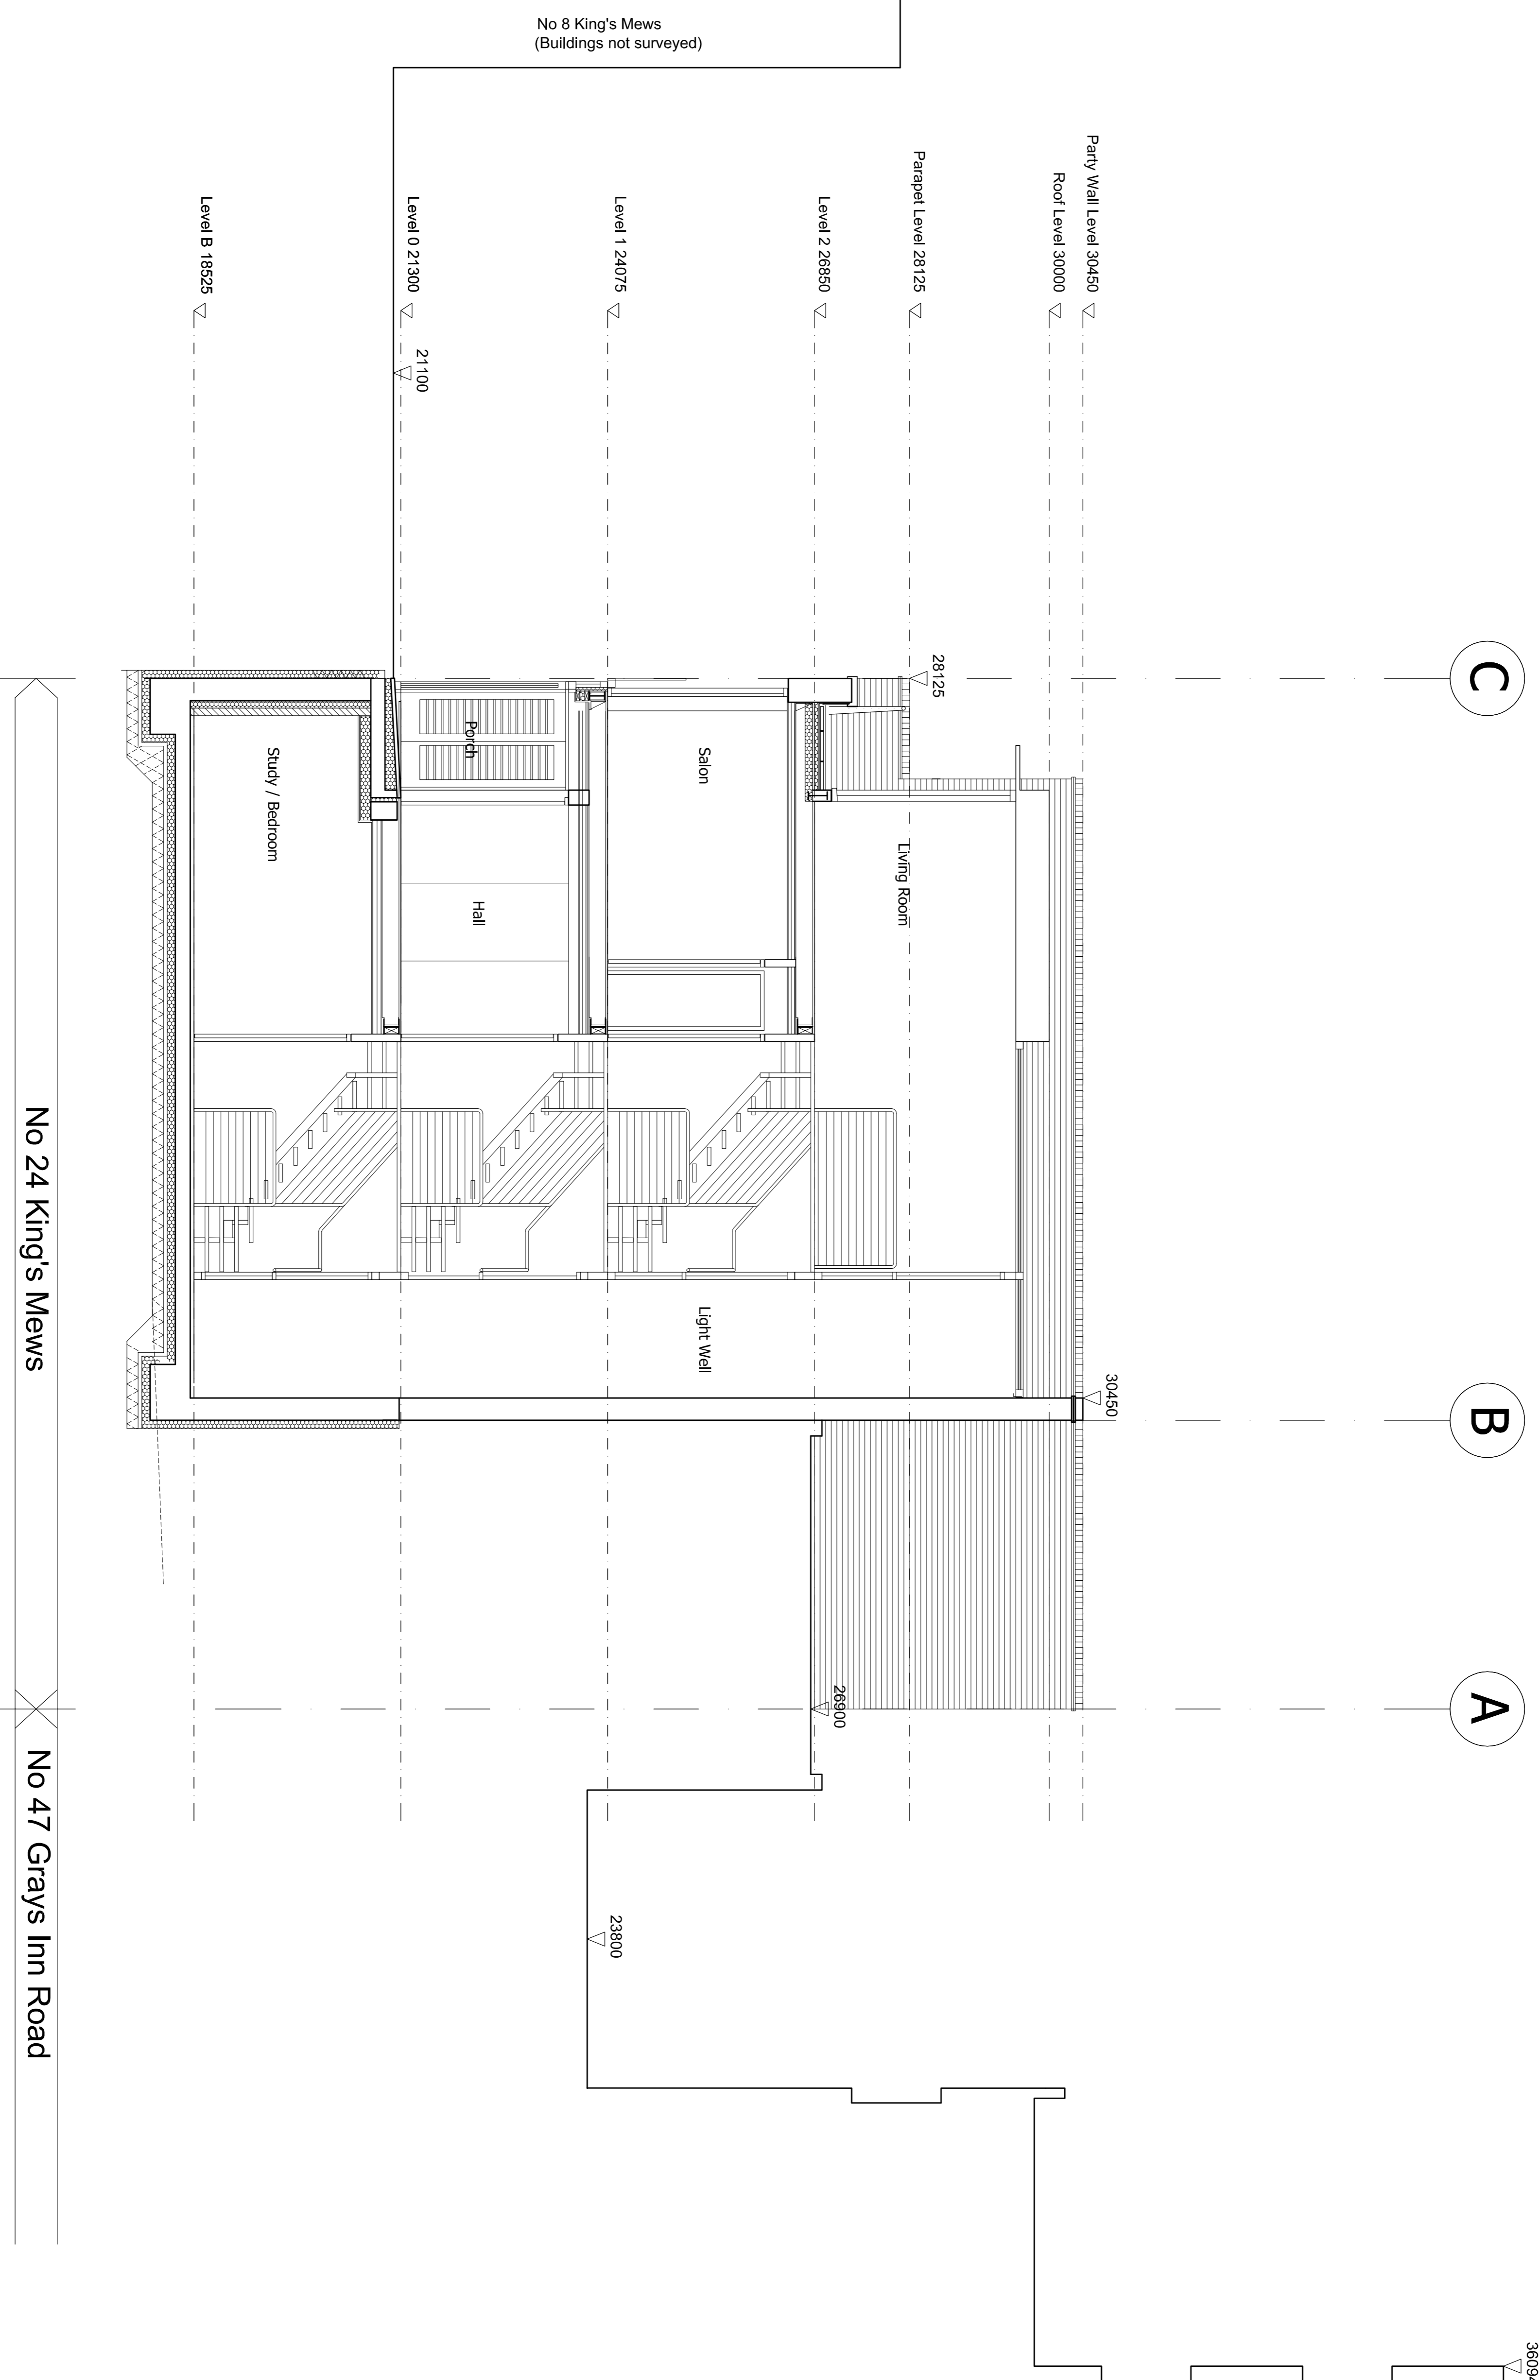 No 8 King's Mews
(Buildings not surveyed)
Party Wall Level 30450
Roof Level 30000
Parapet Level 28125
Level 2 26850
Level 1 24075
Level 0 21300
Level B 18525
21100
C
28125
Porch
Salon
Study / Bedroom
Living Room
Hall
Light Well
30450
B
26900
A
23800
No 24 King's Mews
No 47 Grays Inn Road